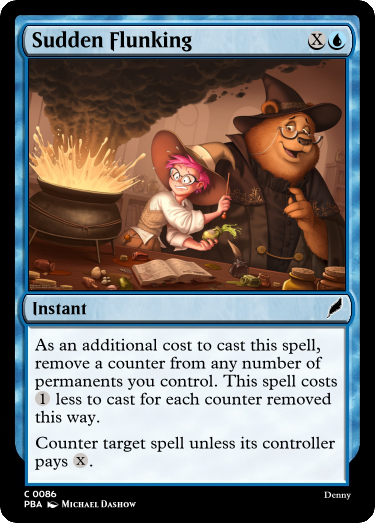 Sudden Flunking X
As an additional cost to cast this spell,
remove a counter from any number of
permanents you control. This spell costs
1 less to cast for each counter removed
this way.
Counter target spell unless its controller
pays X.
Instant
C 0086
PBA Michael Dashow
Denny